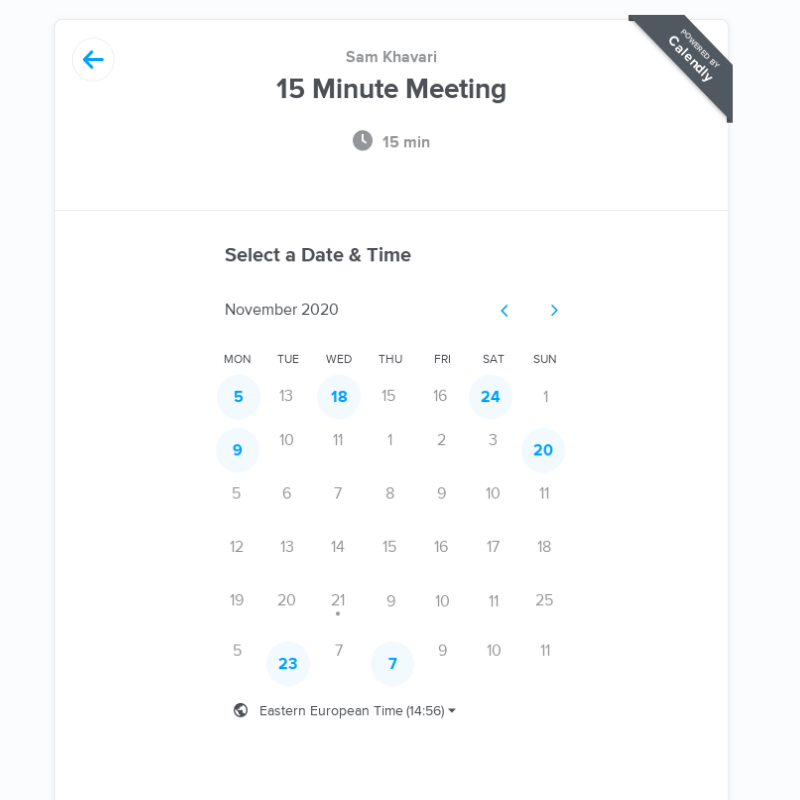 POWERED BY
Calendly
Sam Khavari
15 Minute Meeting
15 min
Select a Date & Time
November 2020
MON TUE WED THU FRI SAT SUN
5 13 18 15 16 24 1
9 10 11 1 2 3 20
5 6 7 8 9 10 11
12 13 14 15 16 17 18
19 20 21 9 10 11 25
5 23 7 7 9 10 11
Eastern European Time (14:56)